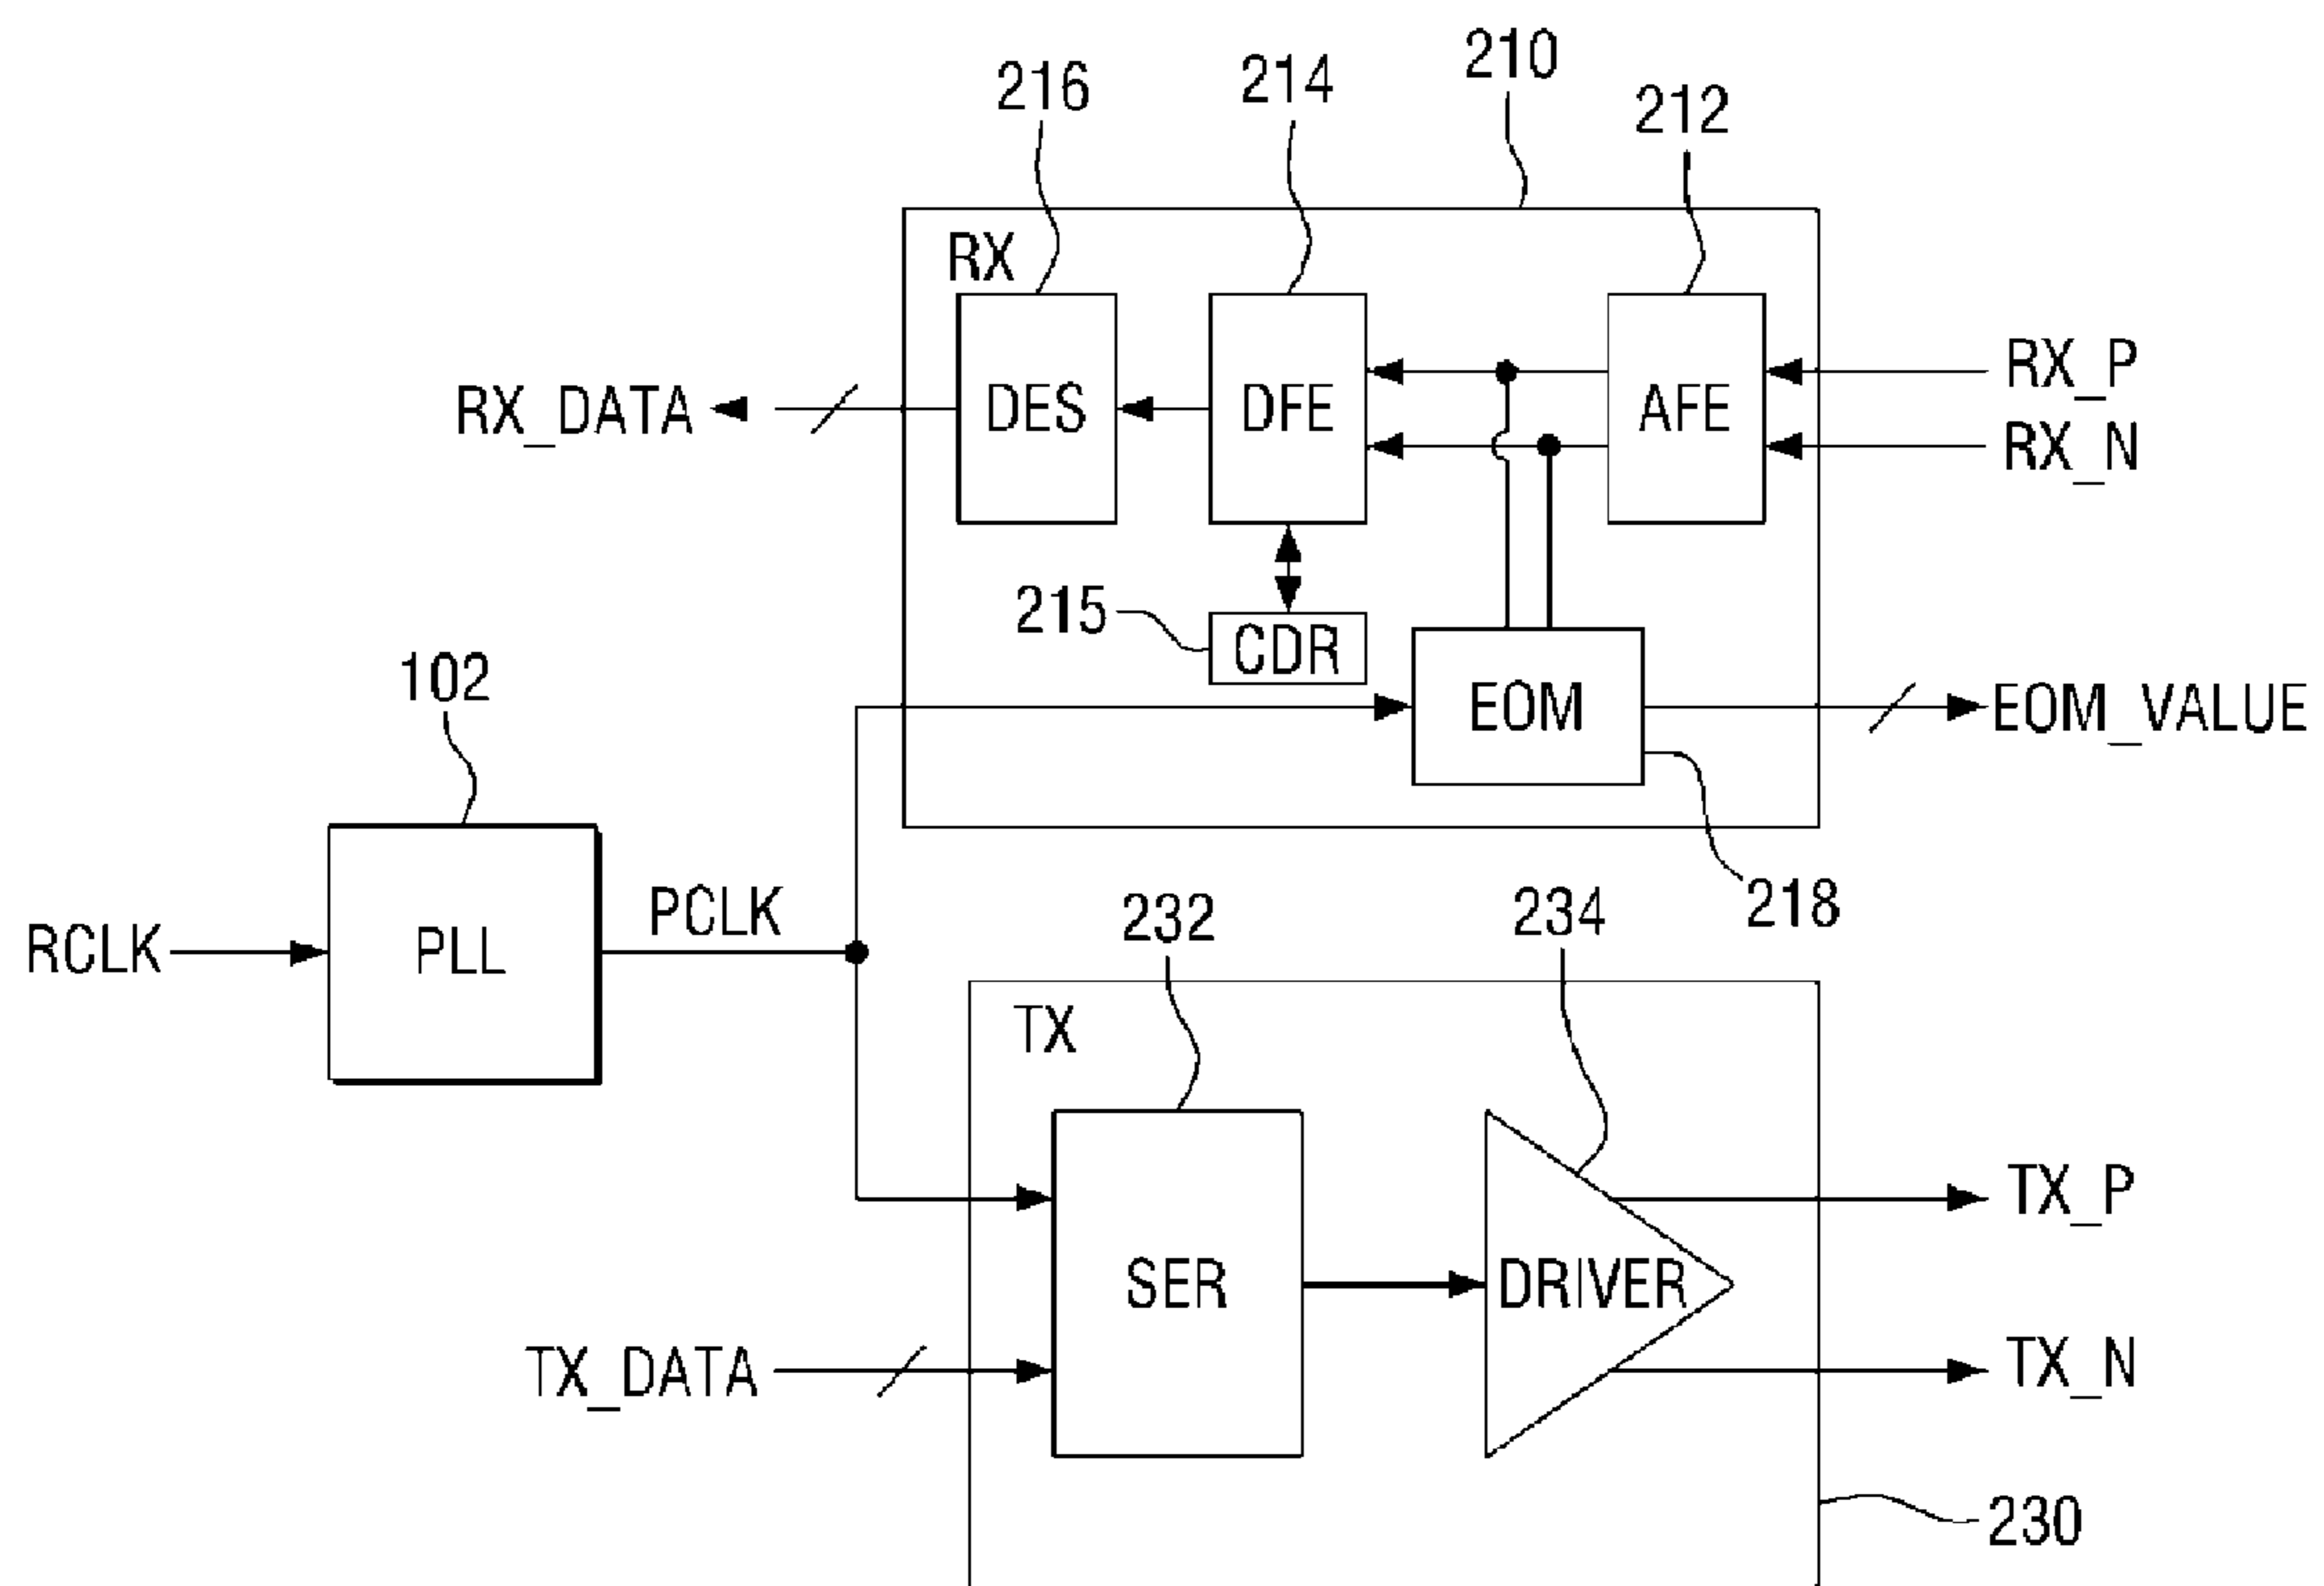 210
216
214
212
RX
RX_P
RX_DATA
DES
DFE
AFE
RX_N
215
CDR
102
EOM
EOM_VALUE
218
PCLK
232
234
RCLK
PLL
TX
TX_P
SER
DRIVER
TX_DATA
TX_N
230